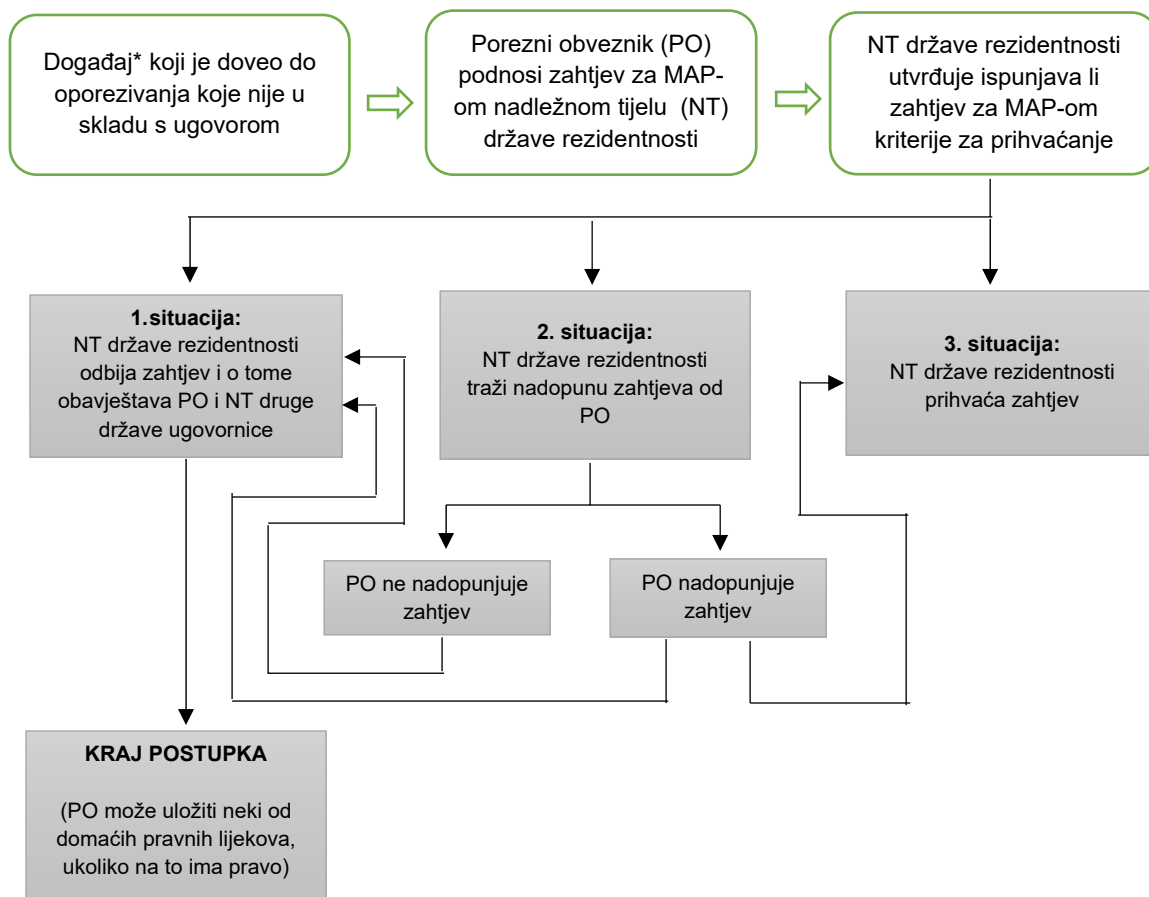 Događaj* koji je doveo do
oporezivanja koje nije u
skladu s ugovorom
Porezni obveznik (PO)
podnosi zahtjev za MAP-
om nadležnom tijelu (NT)
države rezidentnosti
NT države rezidentnosti
utvrđuje ispunjava li
zahtjev za MAP-om
kriterije za prihvaćanje
1.situacija:
NT države rezidentnosti
odbija zahtjev i o tome
obavještava PO i NT druge
države ugovornice
2. situacija:
NT države rezidentnosti
traži nadopunu zahtjeva od
PO
3. situacija:
NT države rezidentnosti
prihvaća zahtjev
PO ne nadopunjuje
zahtjev
PO nadopunjuje
zahtjev
KRAJ POSTUPKA
(PO može uložiti neki od
domaćih pravnih lijekova,
ukoliko na to ima pravo)